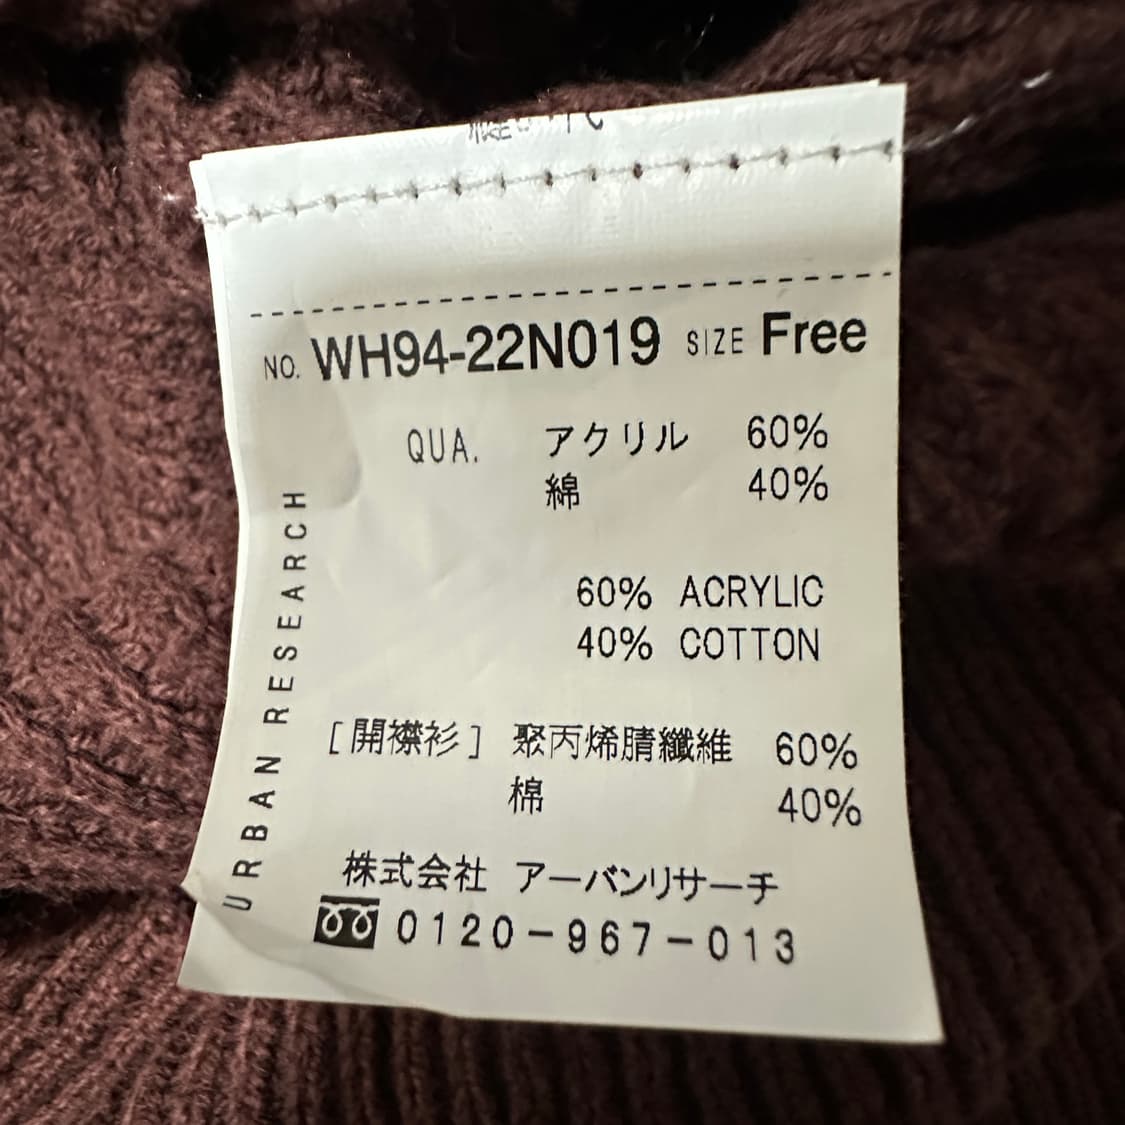 NO. WH94-22N019 SIZE Free
QUA. アクリル 60%
綿 40%
60% ACRYLIC
40% COTTON
[開襟衫] 聚丙烯腈纖維 60%
棉 40%
URBAN RESEARCH
株式会社 アーバンリサーチ
0120-967-013